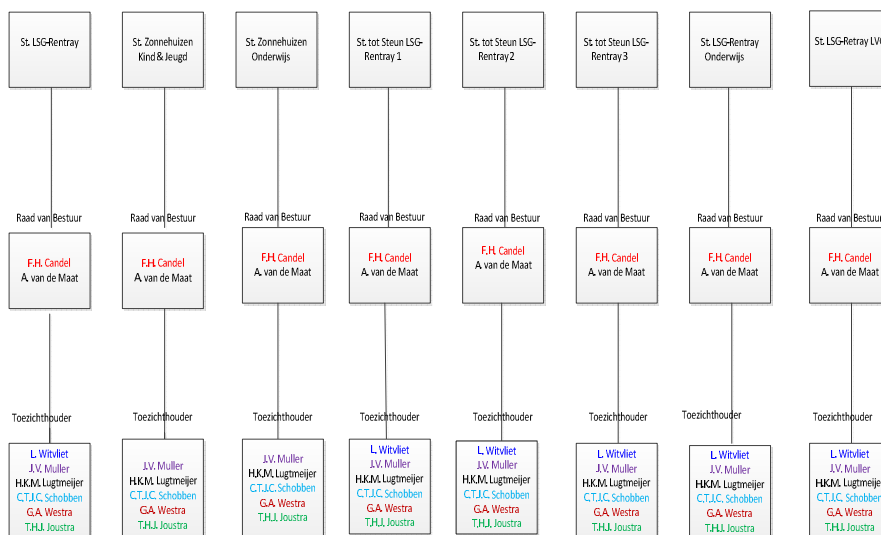 St. LSG-Rentray
St. Zonnehuizen
Kind & Jeugd
St. Zonnehuizen
Onderwijs
St. tot Steun LSG-
Rentray 1
St. tot Steun LSG-
Rentray 2
St. tot Steun LSG-
Rentray 3
St. LSG-Rentray
Onderwijs
St. LSG-Retray LVG
Raad van Bestuur
Raad van Bestuur
Raad van Bestuur
Raad van Bestuur
Raad van Bestuur
Raad van Bestuur
Raad van Bestuur
Raad van Bestuur
F.H. Candel
A. van de Maat
F.H. Candel
A. van de Maat
F.H. Candel
A. van de Maat
F.H. Candel
A. van de Maat
F.H. Candel
A. van de Maat
F.H. Candel
A. van de Maat
F.H. Candel
A. van de Maat
F.H. Candel
A. van de Maat
Toezichthouder
Toezichthouder
Toezichthouder
Toezichthouder
Toezichthouder
Toezichthouder
Toezichthouder
Toezichthouder
L. Witvliet
J.V. Muller
H.K.M. Lugtmeijer
C.T.J.C. Schobben
G.A. Westra
T.H.J. Joustra
J.V. Muller
H.K.M. Lugtmeijer
C.T.J.C. Schobben
G.A. Westra
T.H.J. Joustra
J.V. Muller
H.K.M. Lugtmeijer
C.T.J.C. Schobben
G.A. Westra
T.H.J. Joustra
L. Witvliet
J.V. Muller
H.K.M. Lugtmeijer
C.T.J.C. Schobben
G.A. Westra
T.H.J. Joustra
L. Witvliet
J.V. Muller
H.K.M. Lugtmeijer
C.T.J.C. Schobben
G.A. Westra
T.H.J. Joustra
L. Witvliet
J.V. Muller
H.K.M. Lugtmeijer
C.T.J.C. Schobben
G.A. Westra
T.H.J. Joustra
L. Witvliet
J.V. Muller
H.K.M. Lugtmeijer
C.T.J.C. Schobben
G.A. Westra
T.H.J. Joustra
L. Witvliet
J.V. Muller
H.K.M. Lugtmeijer
C.T.J.C. Schobben
G.A. Westra
T.H.J. Joustra